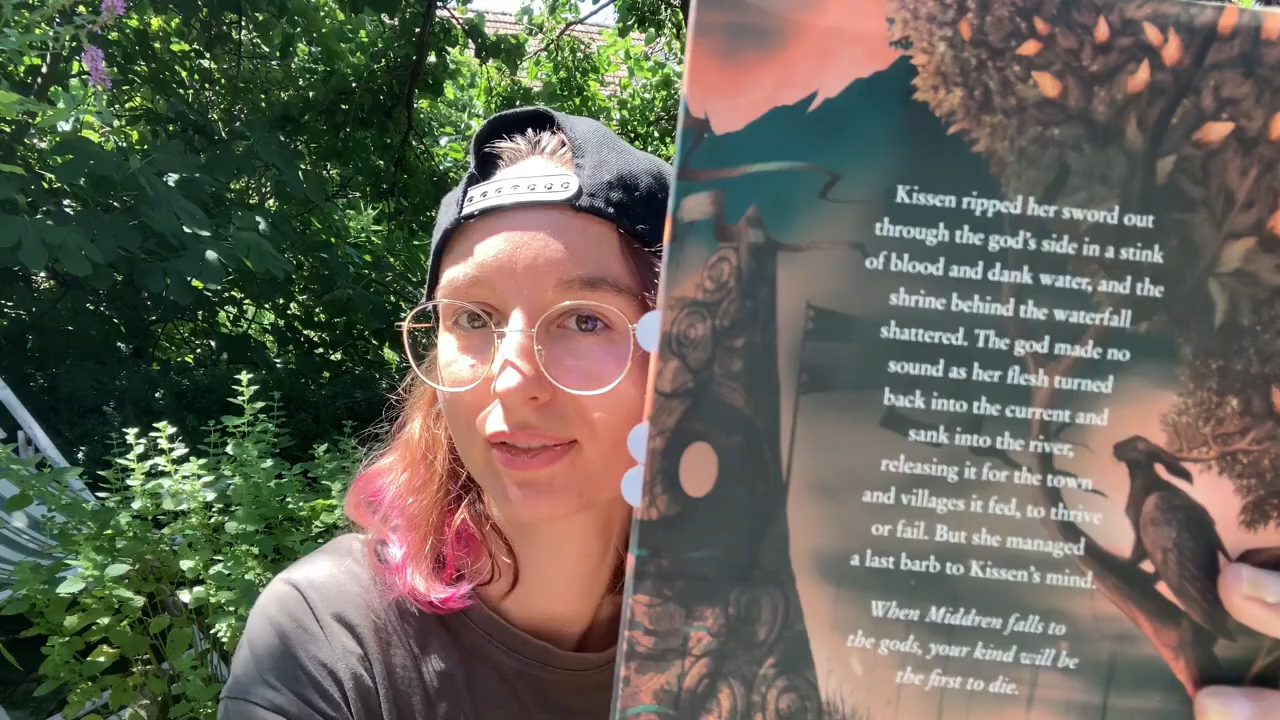 Kissen ripped her sword out
through the god's side in a stink
of blood and dank water, and the
shrine behind the waterfall
shattered. The god made no
sound as her flesh turned
back into the current and
sank into the river,
releasing it for the town
and villages it fed, to thrive
or fail. But she managed
a last barb to Kissen's mind.
When Middren falls to
the gods, your kind will be
the first to die.